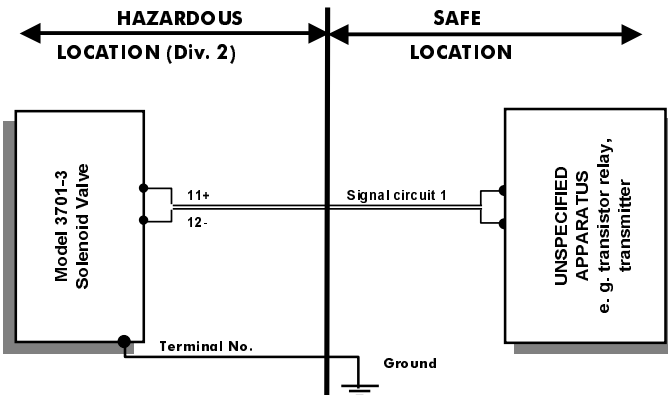 HAZARDOUS
LOCATION (Div. 2)
SAFE
LOCATION
Model 3701-3
Solenoid Valve
11+
12-
Signal circuit 1
UNSPECIFIED
APPARATUS
e. g. transistor relay,
transmitter
Terminal No.
Ground